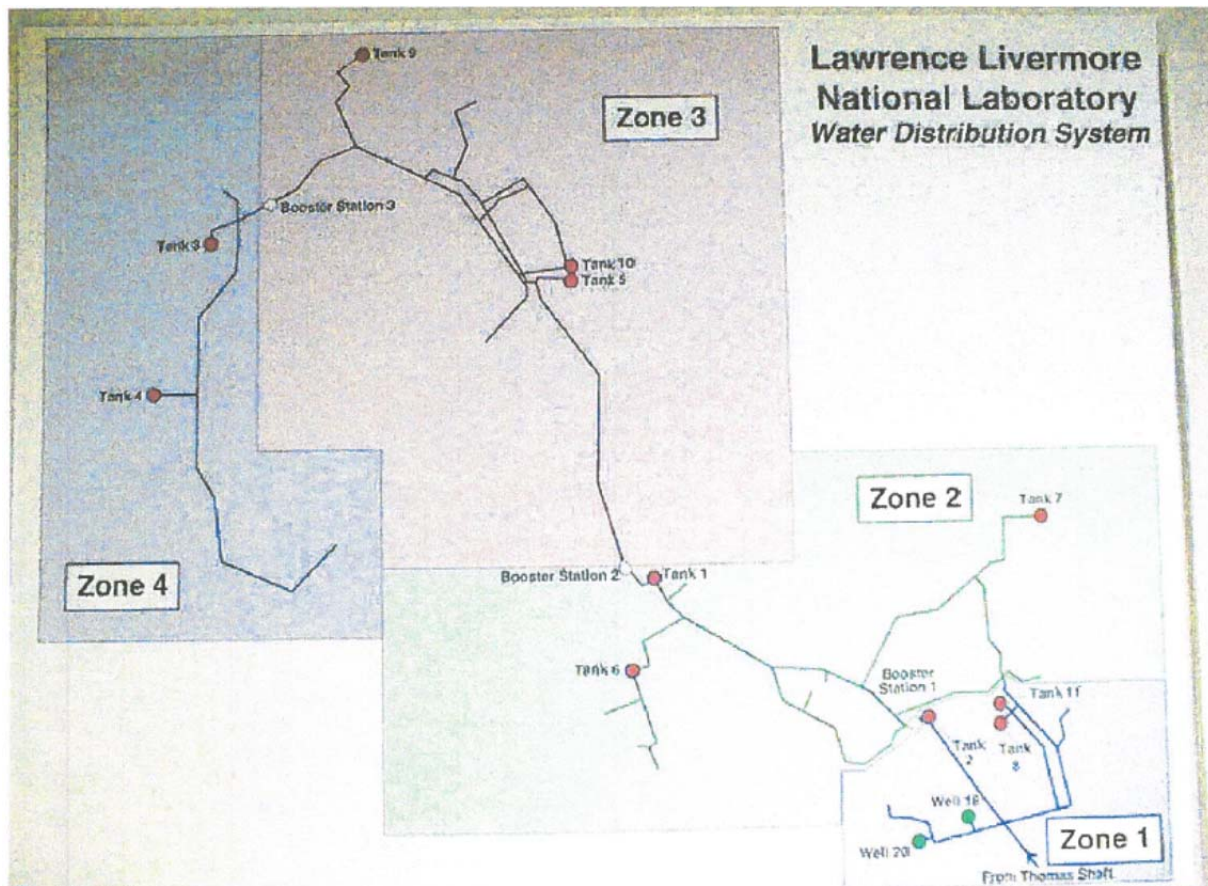 Lawrence Livermore
National Laboratory
Water Distribution System
Tank 9
Zone 3
Booster Station 3
Tank 3
Tank 10
Tank 5
Tank 4
Zone 2
Tank 7
Zone 4
Booster Station 2
Tank 1
Tank 6
Booster
Station 1
Tank 11
Tank
2
Tank
8
Well 18
Well 20
Zone 1
From Thomas Shaft